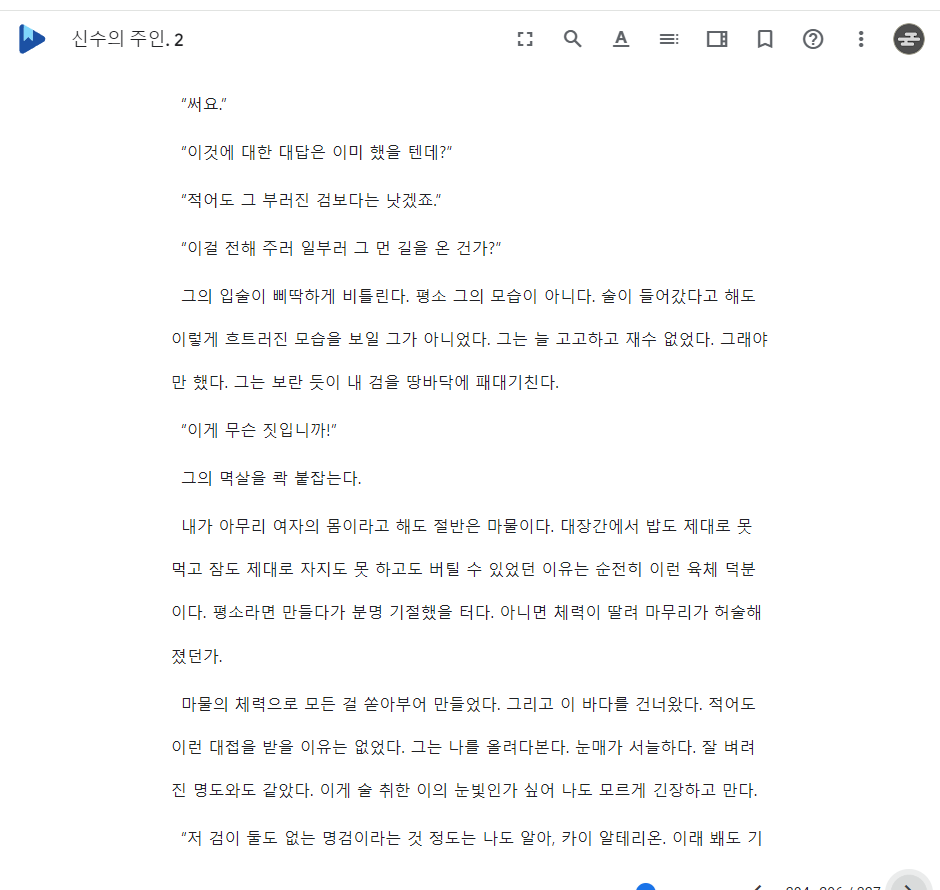 신수의 주인. 2
“써요.”
“이것에 대한 대답은 이미 했을 텐데?”
“적어도 그 부러진 검보다는 낫겠죠.”
“이걸 전해 주러 일부러 그 먼 길을 온 건가?”
그의 입술이 삐딱하게 비틀린다. 평소 그의 모습이 아니다. 술이 들어갔다고 해도
이렇게 흐트러진 모습을 보일 그가 아니었다. 그는 늘 고고하고 재수 없었다. 그래야
만 했다. 그는 보란 듯이 내 검을 땅바닥에 패대기친다.
“이게 무슨 짓입니까!”
그의 멱살을 콱 붙잡는다.
내가 아무리 여자의 몸이라고 해도 절반은 마물이다. 대장간에서 밥도 제대로 못
먹고 잠도 제대로 자지도 못 하고도 버틸 수 있었던 이유는 순전히 이런 육체 덕분
이다. 평소라면 만들다가 분명 기절했을 터다. 아니면 체력이 딸려 마무리가 허술해
졌던가.
마물의 체력으로 모든 걸 쏟아부어 만들었다. 그리고 이 바다를 건너왔다. 적어도
이런 대접을 받을 이유는 없었다. 그는 나를 올려다본다. 눈매가 서늘하다. 잘 벼려
진 명도와도 같았다. 이게 술 취한 이의 눈빛인가 싶어 나도 모르게 긴장하고 만다.
“저 검이 둘도 없는 명검이라는 것 정도는 나도 알아, 카이 알테리온. 이래 봬도 기